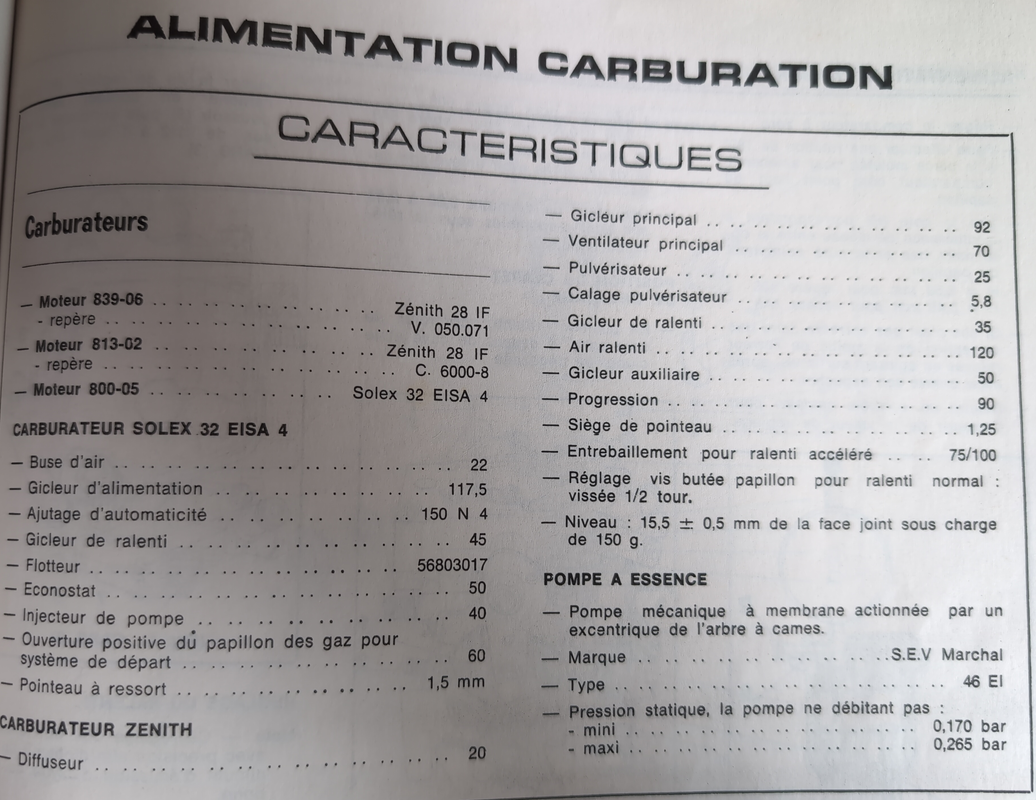 ALIMENTATION CARBURATION
CARACTERISTIQUES
Carburateurs
— Moteur 839-06 .. .. .. .. .. .. .. .. Zénith 28 IF
- repère .. .. .. .. .. .. .. .. .. V. 050.071
— Moteur 813-02 .. .. .. .. .. .. .. .. Zénith 28 IF
- repère .. .. .. .. .. .. .. .. .. C. 6000-8
— Moteur 800-05 .. .. .. .. .. .. Solex 32 EISA 4
CARBURATEUR SOLEX 32 EISA 4
— Buse d'air .. .. .. .. .. .. .. .. .. .. .. 22
— Gicleur d'alimentation .. .. .. .. .. .. .. 117,5
— Ajutage d'automaticité .. .. .. .. .. .. 150 N 4
— Gicleur de ralenti .. .. .. .. .. .. .. .. .. 45
— Flotteur .. .. .. .. .. .. .. .. .. .. 56803017
— Econostat .. .. .. .. .. .. .. .. .. .. .. 50
— Injecteur de pompe .. .. .. .. .. .. .. .. 40
— Ouverture positive du papillon des gaz pour
système de départ .. .. .. .. .. .. .. .. 60
— Pointeau à ressort .. .. .. .. .. .. .. 1,5 mm
CARBURATEUR ZENITH
— Diffuseur .. .. .. .. .. .. .. .. .. .. .. 20
— Gicleur principal .. .. .. .. .. .. .. .. .. 92
— Ventilateur principal .. .. .. .. .. .. .. .. 70
— Pulvérisateur .. .. .. .. .. .. .. .. .. .. 25
— Calage pulvérisateur .. .. .. .. .. .. .. .. 5,8
— Gicleur de ralenti .. .. .. .. .. .. .. .. .. 35
— Air ralenti .. .. .. .. .. .. .. .. .. .. .. 120
— Gicleur auxiliaire .. .. .. .. .. .. .. .. .. 50
— Progression .. .. .. .. .. .. .. .. .. .. .. 90
— Siège de pointeau .. .. .. .. .. .. .. .. 1,25
— Entrebaillement pour ralenti accéléré .. .. 75/100
— Réglage vis butée papillon pour ralenti normal :
vissée 1/2 tour.
— Niveau : 15,5 ± 0,5 mm de la face joint sous charge
de 150 g.
POMPE A ESSENCE
— Pompe mécanique à membrane actionnée par un
excentrique de l'arbre à cames.
— Marque .. .. .. .. .. .. .. .. .. S.E.V Marchal
— Type .. .. .. .. .. .. .. .. .. .. .. .. 46 EI
— Pression statique, la pompe ne débitant pas :
- mini .. .. .. .. .. .. .. .. .. .. 0,170 bar
- maxi .. .. .. .. .. .. .. .. .. .. 0,265 bar